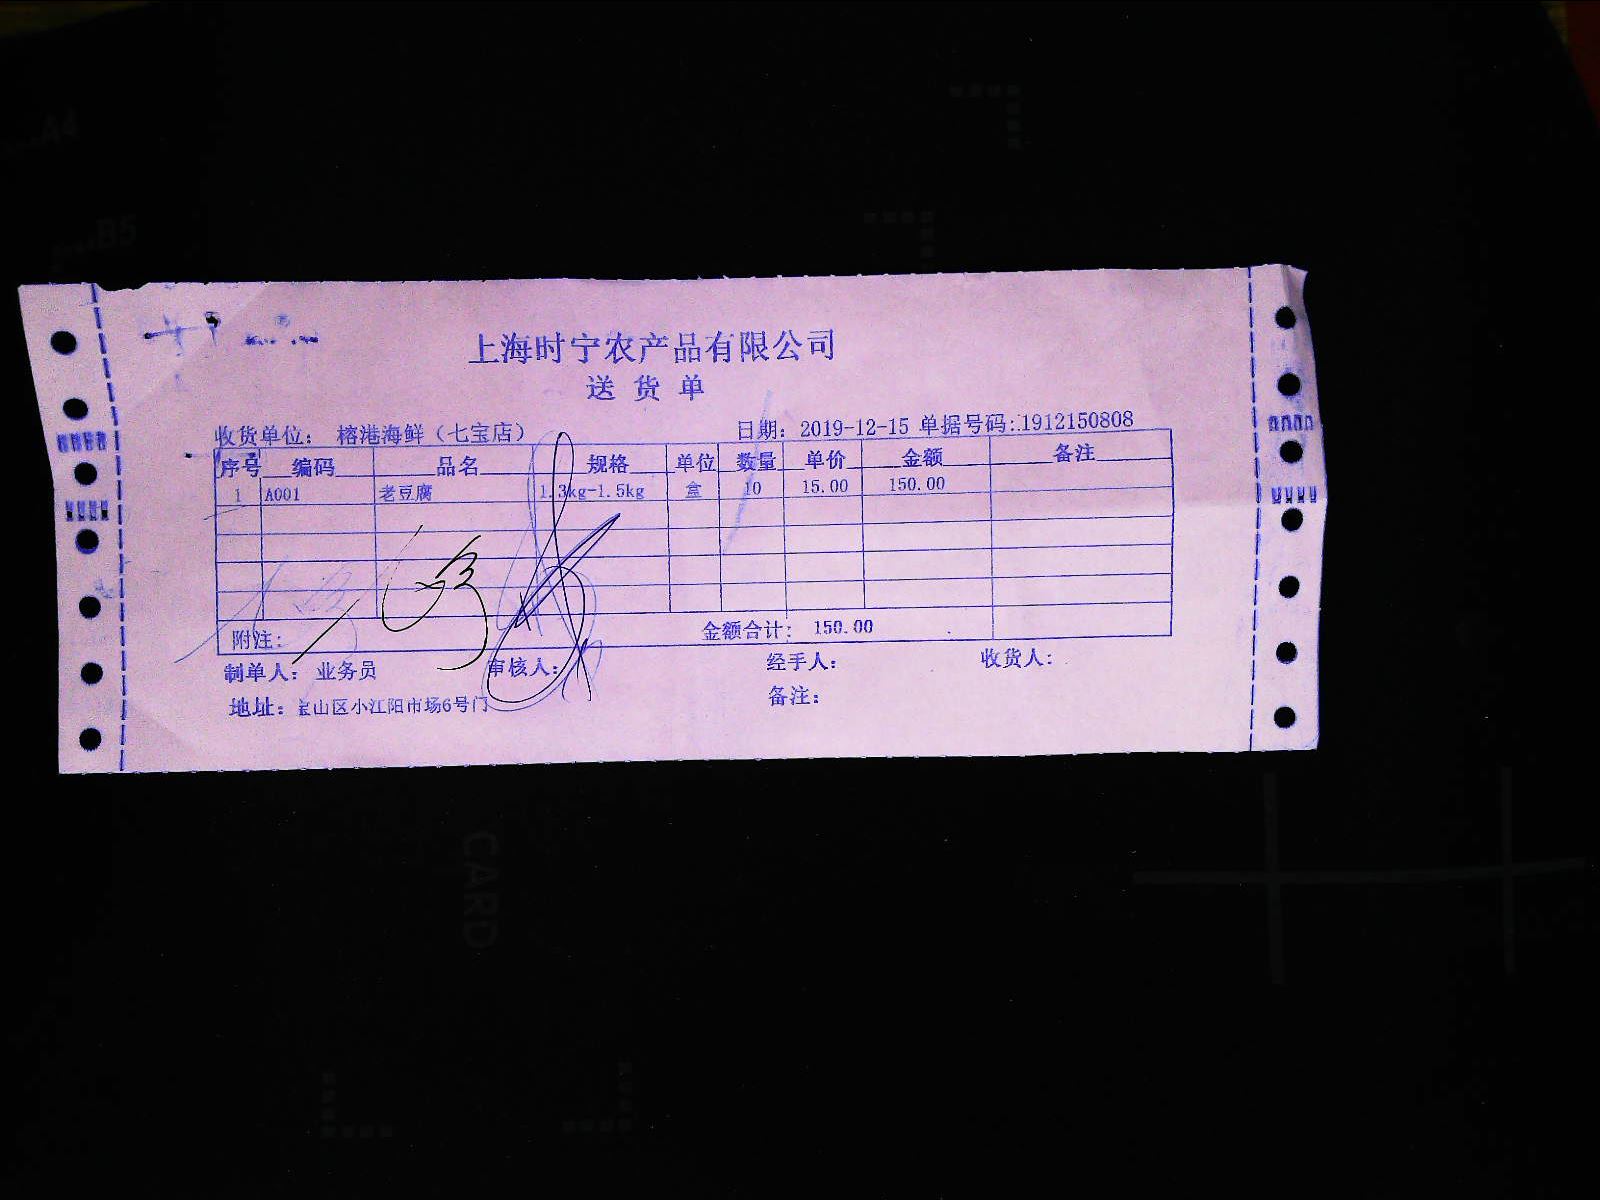 A4
B5
上海时宁农产品有限公司
送 货 单
收货单位： 榕港海鲜（七宝店） 日期： 2019-12-15 单据号码:.1912150808
序号 编码 品名 规格 单位 数量 单价 金额 备注
1 A001 老豆腐 1.3kg-1.5kg 盒 10 15.00 150.00
附注: 金额合计: 150.00
制单人: 业务员 审核人: 经手人: 收货人:
地址: 宝山区小江阳市场6号门 备注:
CARD